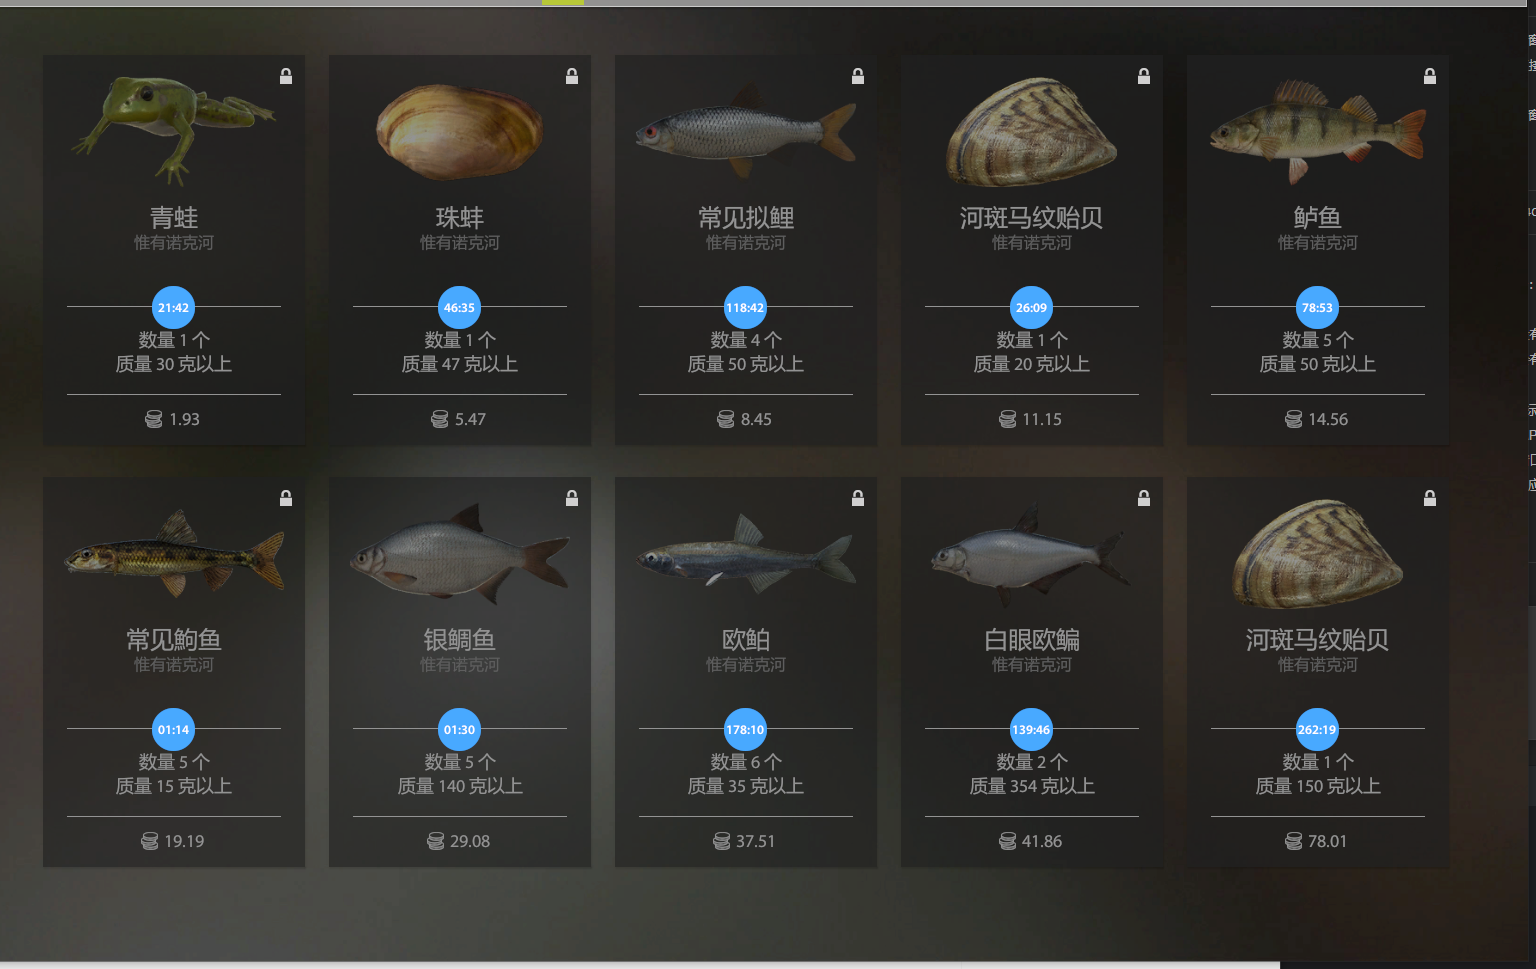 青蛙
惟有诺克河
21:42
数量 1 个
质量 30 克以上
1.93
珠蚌
惟有诺克河
46:35
数量 1 个
质量 47 克以上
5.47
常见拟鲤
惟有诺克河
118:42
数量 4 个
质量 50 克以上
8.45
河斑马纹贻贝
惟有诺克河
26:09
数量 1 个
质量 20 克以上
11.15
鲈鱼
惟有诺克河
78:53
数量 5 个
质量 50 克以上
14.56
常见鮈鱼
惟有诺克河
01:14
数量 5 个
质量 15 克以上
19.19
银鲷鱼
惟有诺克河
01:30
数量 5 个
质量 140 克以上
29.08
欧鲌
惟有诺克河
178:10
数量 6 个
质量 35 克以上
37.51
白眼欧鳊
惟有诺克河
139:46
数量 2 个
质量 354 克以上
41.86
河斑马纹贻贝
惟有诺克河
262:19
数量 1 个
质量 150 克以上
78.01